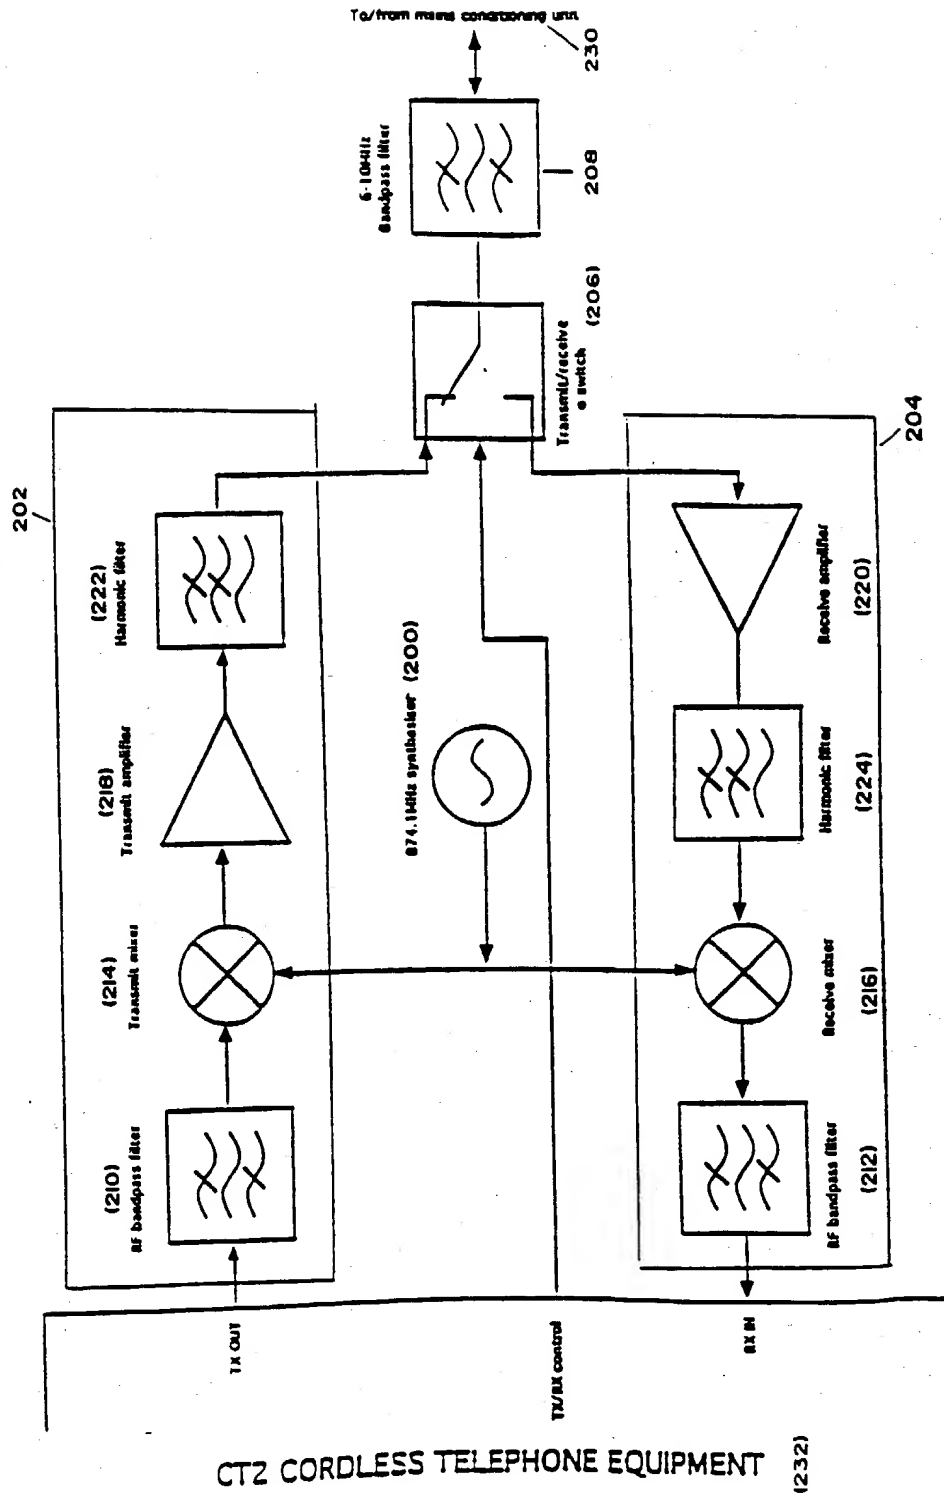 To/from mains conditioning unit
230
6-10MHz
Bandpass filter
208
(206)
Transmit/receive
e switch
202
204
(222)
Harmonic filter
(218)
Transmit amplifier
(214)
Transmit mixer
(210)
RF bandpass filter
874.1MHz synthesiser (200)
Receive amplifier
(220)
Harmonic filter
(224)
Receive mixer
(216)
RF bandpass filter
(212)
TX OUT
TX/RX control
RX IN
CT2 CORDLESS TELEPHONE EQUIPMENT
(232)